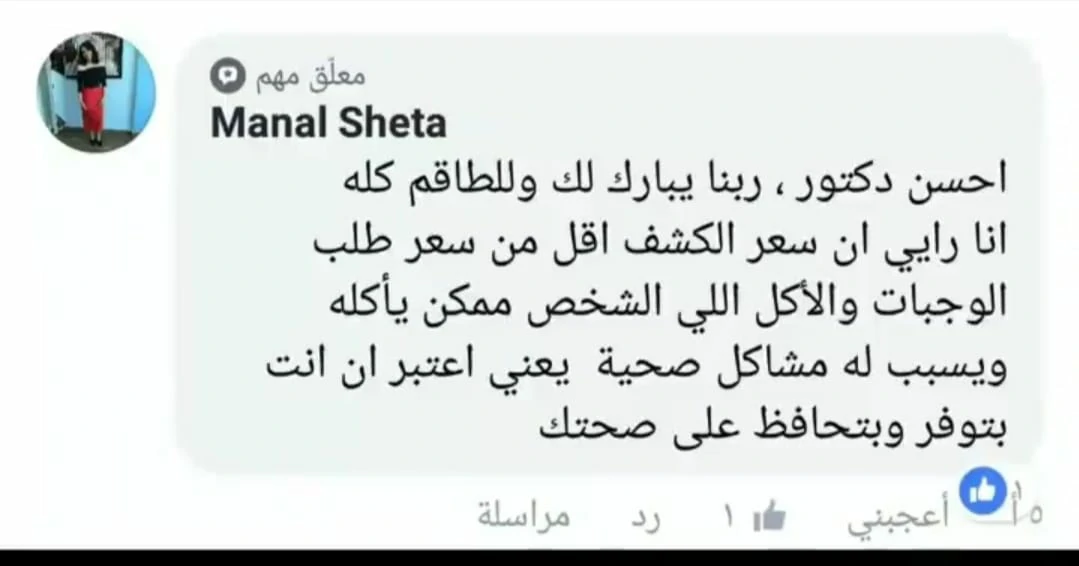 معلّق مهم
Manal Sheta
احسن دكتور ، ربنا يبارك لك وللطاقم كله
انا رايي ان سعر الكشف اقل من سعر طلب
الوجبات والأكل اللي الشخص ممكن يأكله
ويسبب له مشاكل صحية يعني اعتبر ان انت
بتوفر وبتحافظ على صحتك
١
٥ أ أعجبني ١ رد مراسلة